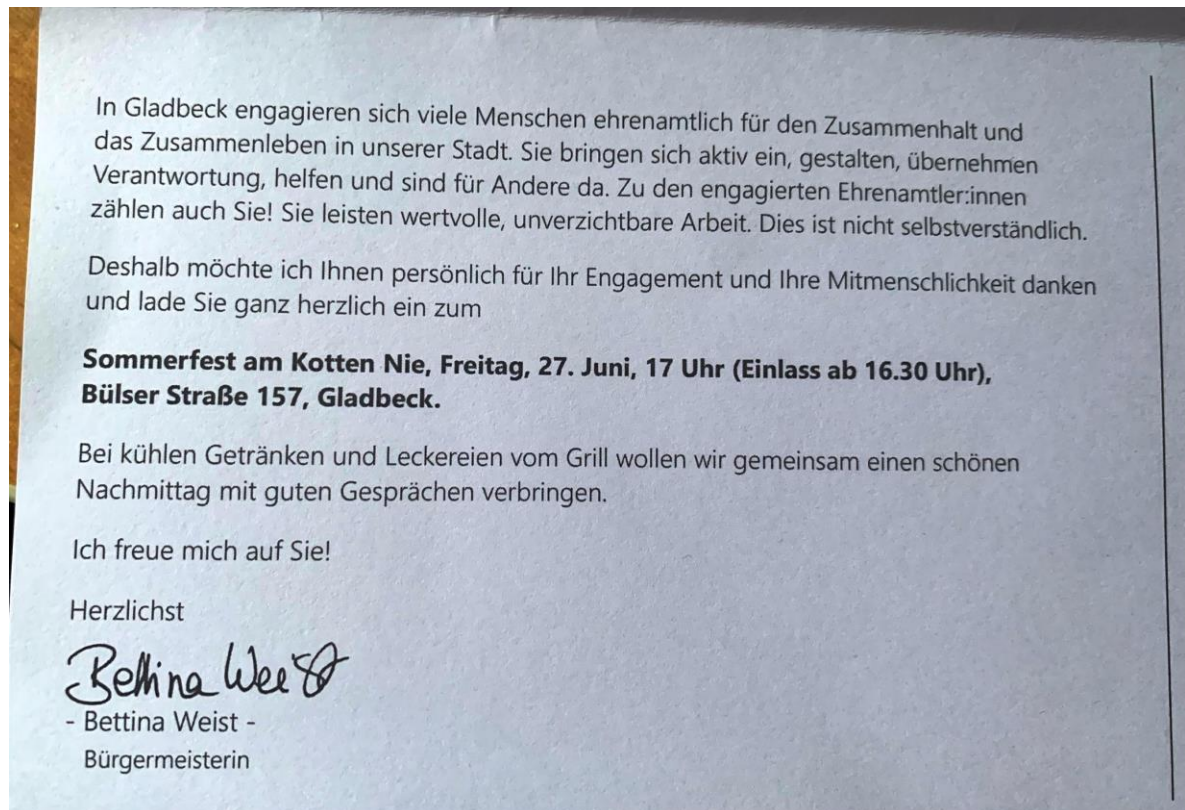 In Gladbeck engagieren sich viele Menschen ehrenamtlich für den Zusammenhalt und
das Zusammenleben in unserer Stadt. Sie bringen sich aktiv ein, gestalten, übernehmen
Verantwortung, helfen und sind für Andere da. Zu den engagierten Ehrenamtler:innen
zählen auch Sie! Sie leisten wertvolle, unverzichtbare Arbeit. Dies ist nicht selbstverständlich.
Deshalb möchte ich Ihnen persönlich für Ihr Engagement und Ihre Mitmenschlichkeit danken
und lade Sie ganz herzlich ein zum
Sommerfest am Kotten Nie, Freitag, 27. Juni, 17 Uhr (Einlass ab 16.30 Uhr),
Bülser Straße 157, Gladbeck.
Bei kühlen Getränken und Leckereien vom Grill wollen wir gemeinsam einen schönen
Nachmittag mit guten Gesprächen verbringen.
Ich freue mich auf Sie!
Herzlichst
Bettina Weist
- Bettina Weist -
Bürgermeisterin